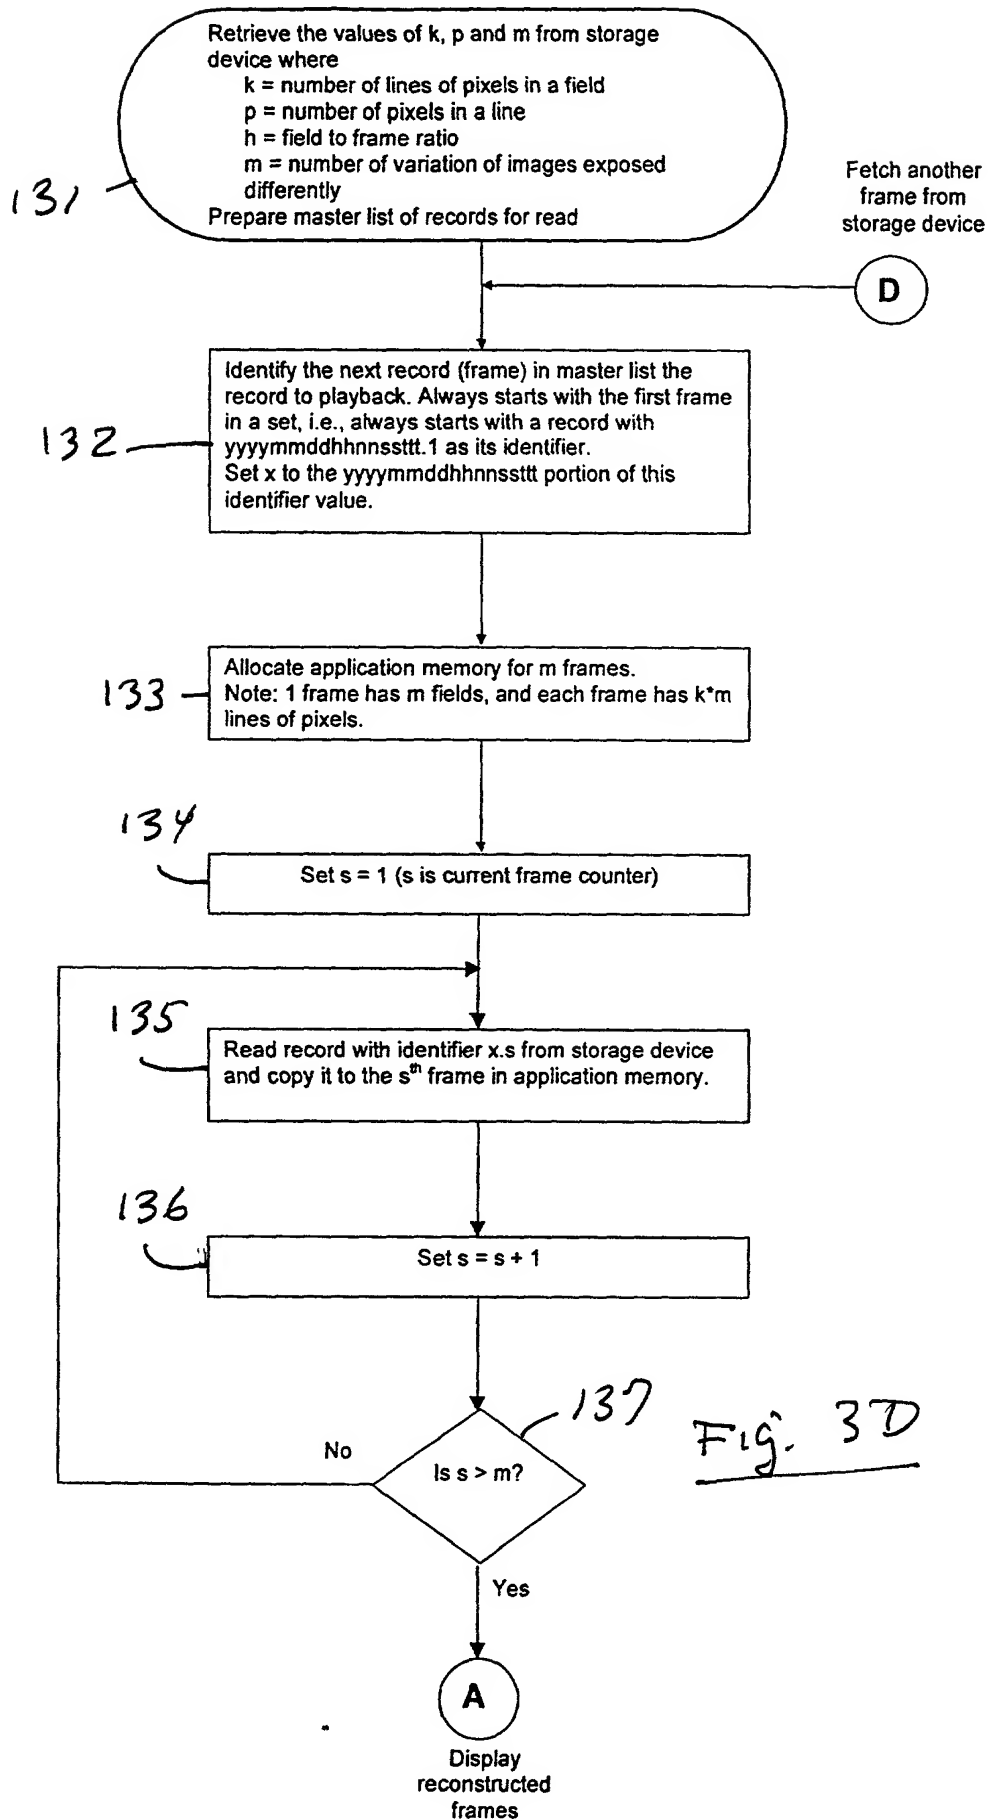 Retrieve the values of k, p and m from storage
device where
k = number of lines of pixels in a field
p = number of pixels in a line
h = field to frame ratio
m = number of variation of images exposed
differently
Prepare master list of records for read
131
Fetch another
frame from
storage device
D
Identify the next record (frame) in master list the
record to playback. Always starts with the first frame
in a set, i.e., always starts with a record with
yyyymmddhhnnssttt.1 as its identifier.
Set x to the yyyymmddhhnnssttt portion of this
identifier value.
132
Allocate application memory for m frames.
Note: 1 frame has m fields, and each frame has k*m
lines of pixels.
133
134
Set s = 1 (s is current frame counter)
135
Read record with identifier x.s from storage device
and copy it to the sth frame in application memory.
136
Set s = s + 1
137
Is s > m?
No
Yes
Fig. 3D
A
Display
reconstructed
frames